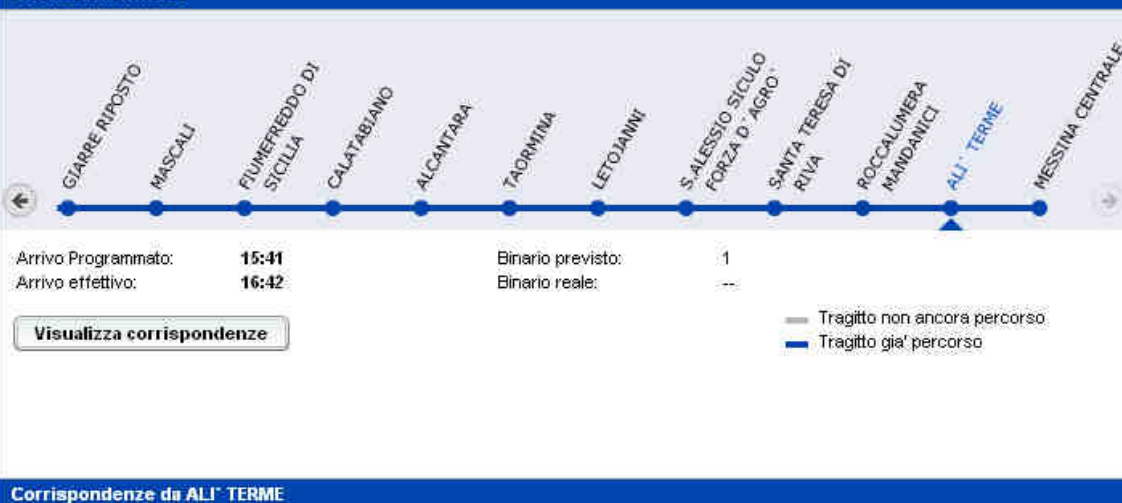 GIARRE RIPOSTO
MASCALI
FIUMEFREDDO DI
SICILIA
CALATABIANO
ALCANTARA
TAORMINA
LETOJANNI
S.ALESSIO SICULO
FORZA D`AGRO`
SANTA TERESA DI
RIVA
ROCCALUMERA
MANDANICI
ALI` TERME
MESSINA CENTRALE
Arrivo Programmato: 15:41 Binario previsto: 1
Arrivo effettivo: 16:42 Binario reale: --
Visualizza corrispondenze
Tragitto non ancora percorso
Tragitto gia' percorso
Corrispondenze da ALI` TERME